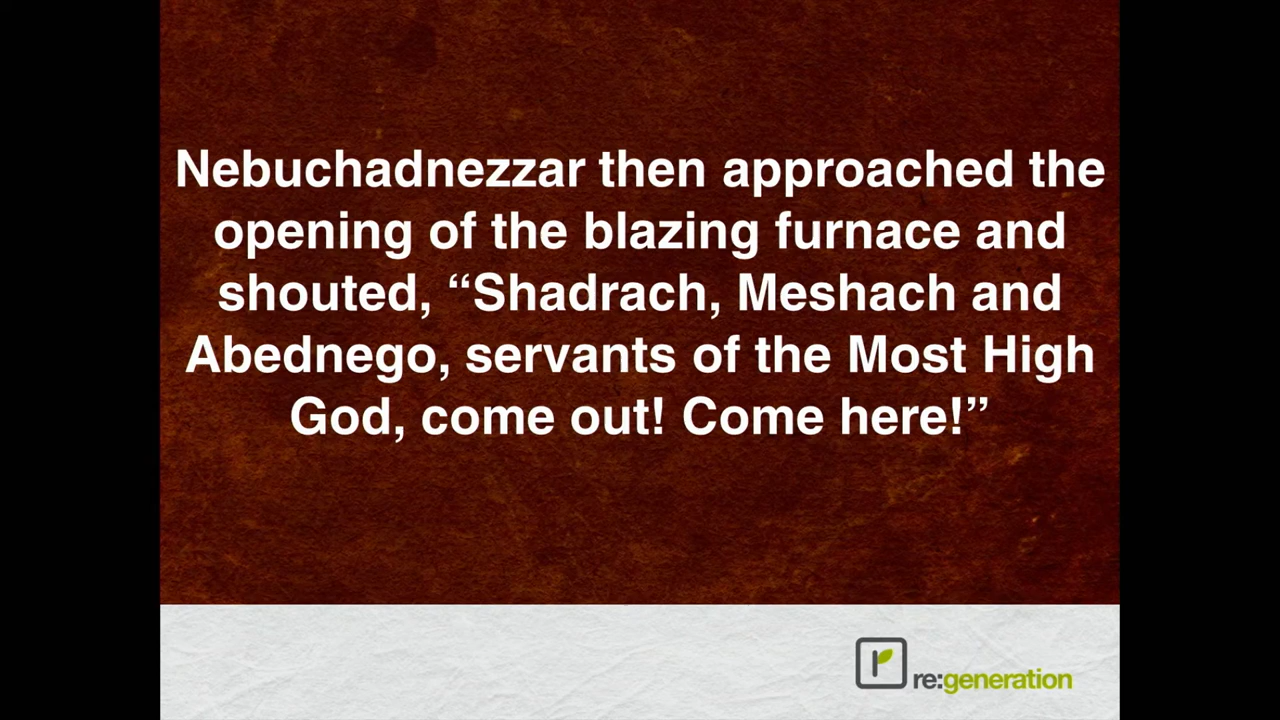 Nebuchadnezzar then approached the
opening of the blazing furnace and
shouted, “Shadrach, Meshach and
Abednego, servants of the Most High
God, come out! Come here!”
r re:generation